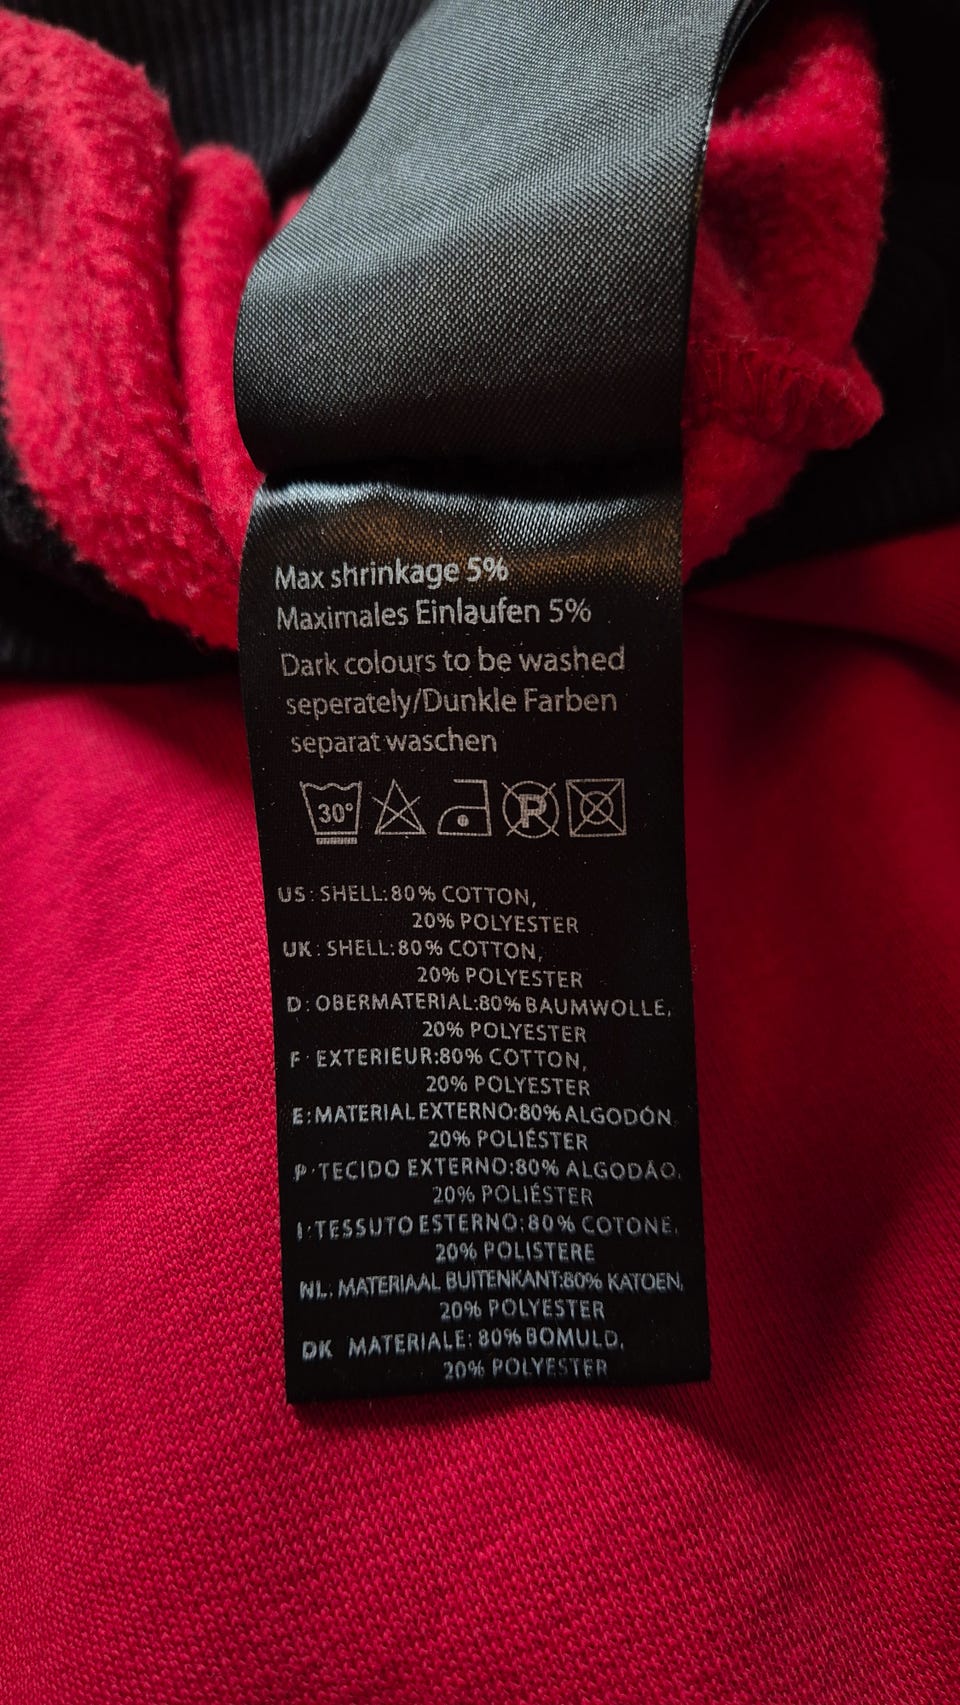 Max shrinkage 5%
Maximales Einlaufen 5%
Dark colours to be washed
seperately/Dunkle Farben
separat waschen
30° P
US: SHELL:80% COTTON,
20% POLYESTER
UK: SHELL:80% COTTON,
20% POLYESTER
D: OBERMATERIAL:80% BAUMWOLLE,
20% POLYESTER
F: EXTERIEUR:80% COTTON,
20% POLYESTER
E: MATERIAL EXTERNO:80% ALGODÓN,
20% POLIÉSTER
P: TECIDO EXTERNO:80% ALGODÃO,
20% POLIÉSTER
I: TESSUTO ESTERNO:80% COTONE,
20% POLISTERE
NL: MATERIAAL BUITENKANT:80% KATOEN,
20% POLYESTER
DK MATERIALE: 80% BOMULD,
20% POLYESTER